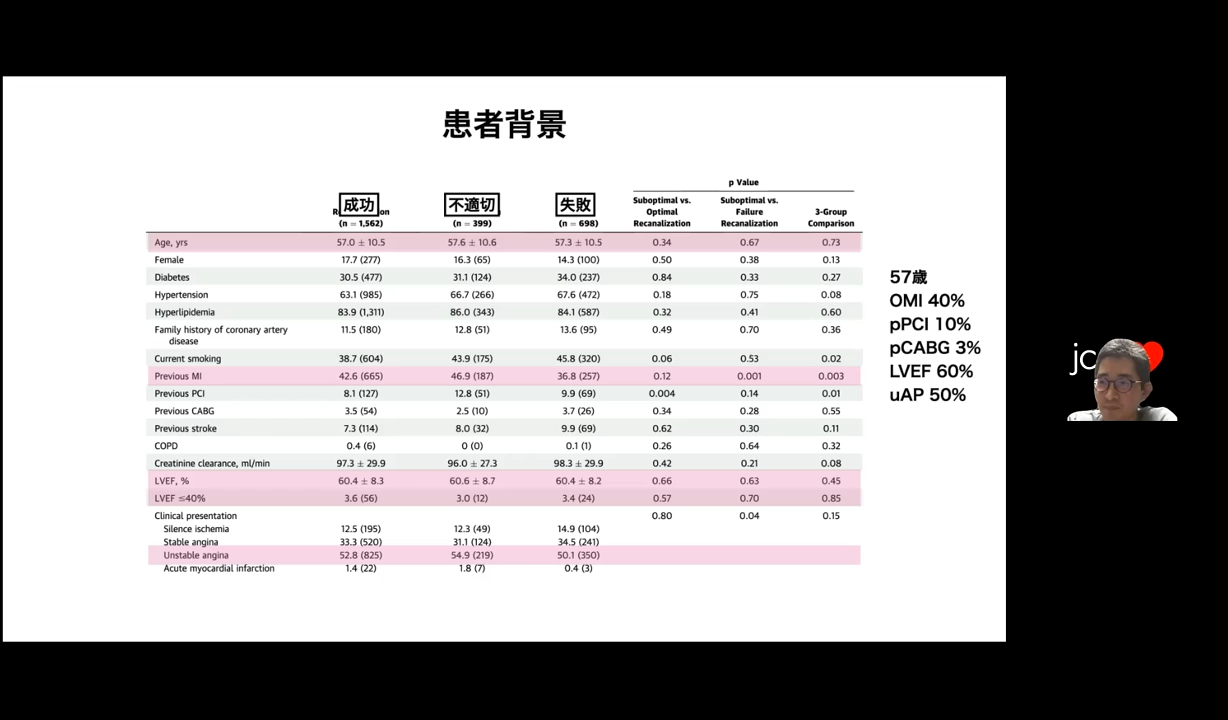 患者背景
p Value
成功 不適切 失敗 Suboptimal vs. Optimal Recanalization Suboptimal vs. Failure Recanalization 3-Group Comparison
(n = 1,562) (n = 399) (n = 698)
Age, yrs 57.0 ± 10.5 57.6 ± 10.6 57.3 ± 10.5 0.34 0.67 0.73
Female 17.7 (277) 16.3 (65) 14.3 (100) 0.50 0.38 0.13
Diabetes 30.5 (477) 31.1 (124) 34.0 (237) 0.84 0.33 0.27
Hypertension 63.1 (985) 66.7 (266) 67.6 (472) 0.18 0.75 0.08
Hyperlipidemia 83.9 (1,311) 86.0 (343) 84.1 (587) 0.32 0.41 0.60
Family history of coronary artery disease 11.5 (180) 12.8 (51) 13.6 (95) 0.49 0.70 0.36
Current smoking 38.7 (604) 43.9 (175) 45.8 (320) 0.06 0.53 0.02
Previous MI 42.6 (665) 46.9 (187) 36.8 (257) 0.12 0.001 0.003
Previous PCI 8.1 (127) 12.8 (51) 9.9 (69) 0.004 0.14 0.01
Previous CABG 3.5 (54) 2.5 (10) 3.7 (26) 0.34 0.28 0.55
Previous stroke 7.3 (114) 8.0 (32) 9.9 (69) 0.62 0.30 0.11
COPD 0.4 (6) 0 (0) 0.1 (1) 0.26 0.64 0.32
Creatinine clearance, ml/min 97.3 ± 29.9 96.0 ± 27.3 98.3 ± 29.9 0.42 0.21 0.08
LVEF, % 60.4 ± 8.3 60.6 ± 8.7 60.4 ± 8.2 0.66 0.63 0.45
LVEF ≤40% 3.6 (56) 3.0 (12) 3.4 (24) 0.57 0.70 0.85
Clinical presentation 0.80 0.04 0.15
Silence ischemia 12.5 (195) 12.3 (49) 14.9 (104)
Stable angina 33.3 (520) 31.1 (124) 34.5 (241)
Unstable angina 52.8 (825) 54.9 (219) 50.1 (350)
Acute myocardial infarction 1.4 (22) 1.8 (7) 0.4 (3)
57歳
OMI 40%
pPCI 10%
pCABG 3%
LVEF 60%
uAP 50%